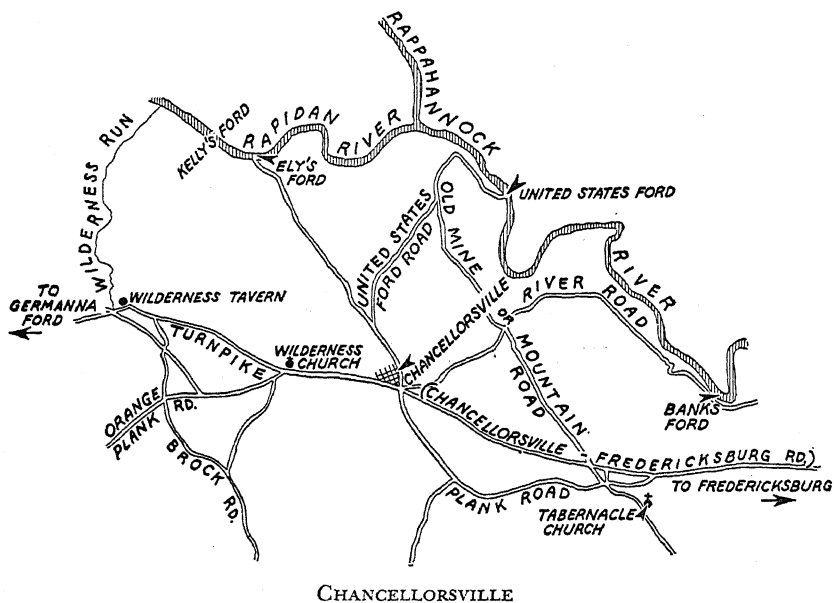 RAPPAHANNOCK
RAPIDAN
RIVER
KELLY'S FORD
ELY'S
FORD
WILDERNESS RUN
UNITED STATES FORD
UNITED STATES
FORD ROAD
OLD MINE
OR MOUNTAIN
ROAD
RIVER
RIVER
ROAD
TO
GERMANNA
FORD
WILDERNESS TAVERN
TURNPIKE
WILDERNESS
CHURCH
CHANCELLORSVILLE
BANKS
FORD
ORANGE
PLANK RD.
BROCK RD.
(CHANCELLORSVILLE - FREDERICKSBURG RD.)
TO FREDERICKSBURG
PLANK ROAD
TABERNACLE
CHURCH
CHANCELLORSVILLE